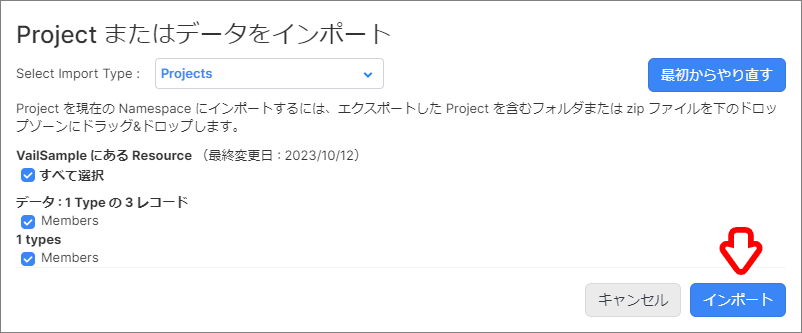 Project またはデータをインポート
Select Import Type : Projects
最初からやり直す
Project を現在の Namespace にインポートするには、エクスポートした Project を含むフォルダまたは zip ファイルを下のドロッ
プゾーンにドラッグ&ドロップします。
VailSample にある Resource （最終変更日 : 2023/10/12）
すべて選択
データ : 1 Type の 3 レコード
Members
1 types
Members
キャンセル インポート